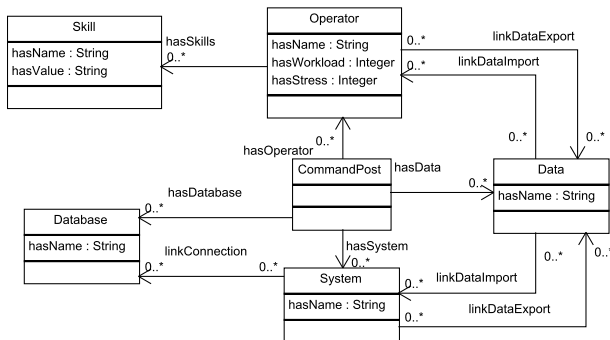 Skill
hasName : String
hasValue : String
hasSkills
0..*
Operator
hasName : String
hasWorkload : Integer
hasStress : Integer
0..*
linkDataExport
0..*
linkDataImport
0..*
0..*
0..*
hasOperator
CommandPost
hasData
0..*
Data
hasName : String
hasDatabase
0..*
Database
hasName : String
linkConnection
0..*
0..*
hasSystem
0..*
System
hasName : String
0..*
linkDataImport
0..*
0..*
linkDataExport
0..*